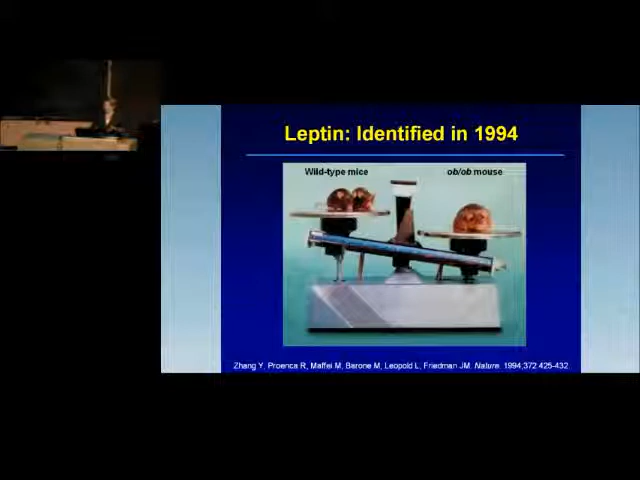 Leptin: Identified in 1994
Wild-type mice
ob/ob mouse
Zhang Y, Proenca R, Maffei M, Barone M, Leopold L, Friedman JM. Nature. 1994;372:425-432